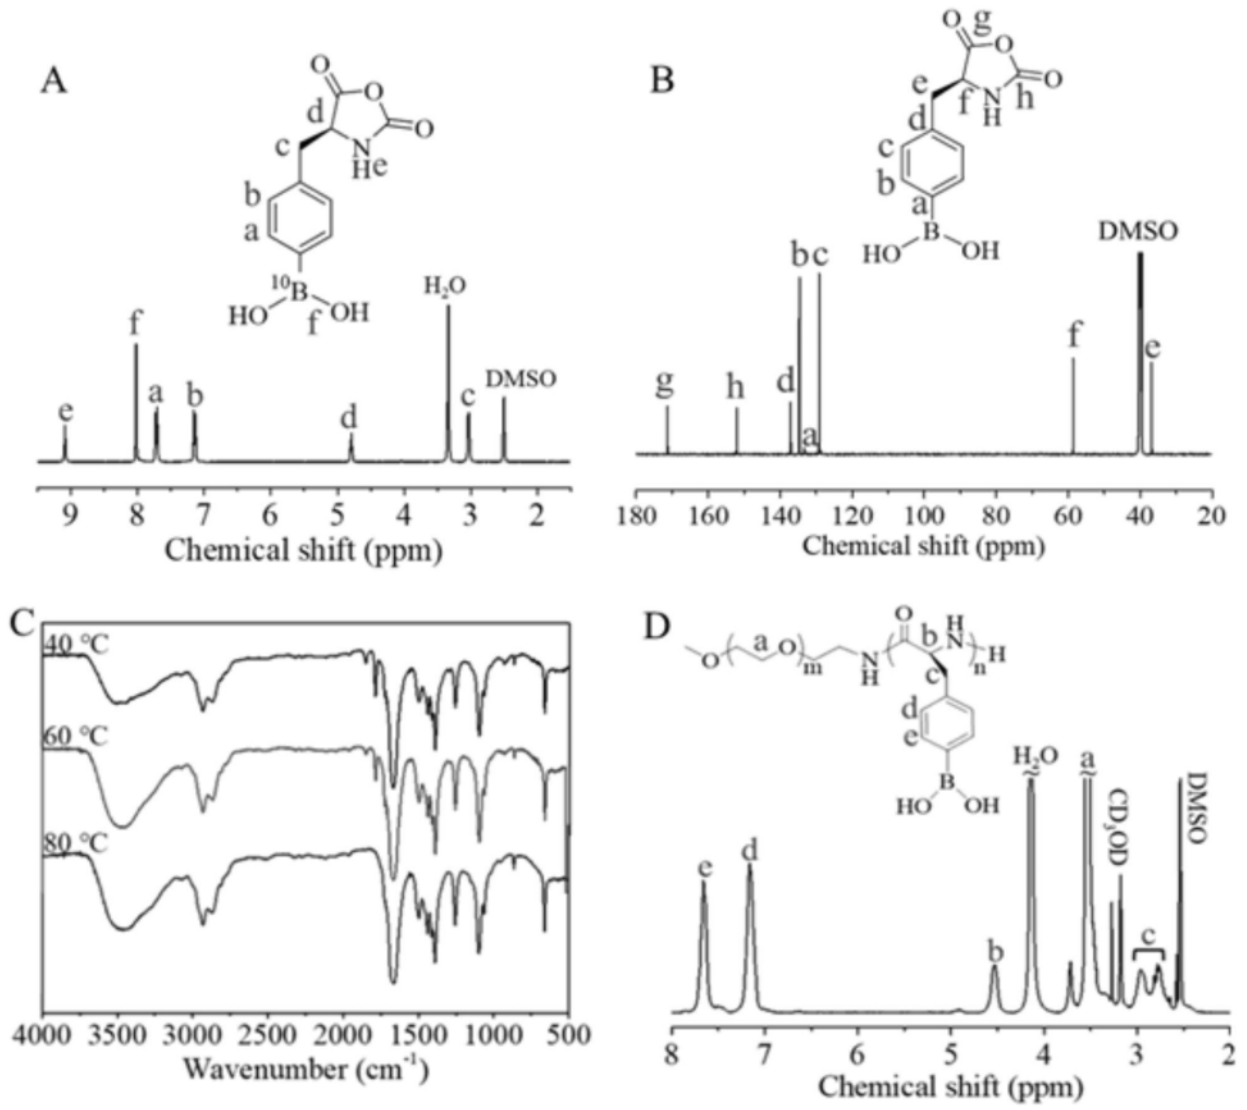 A
O
d
O
O
c
N
He
b
a
¹⁰B
HO
f
OH
H₂O
f
e
a
b
d
c
DMSO
9 8 7 6 5 4 3 2
Chemical shift (ppm)
B
O
g
O
e
f
N
H
h
O
d
c
b
a
B
HO
OH
DMSO
b c
g
h
d
a
f
e
180 160 140 120 100 80 60 40 20
Chemical shift (ppm)
C
40 °C
60 °C
80 °C
4000 3500 3000 2500 2000 1500 1000 500
Wavenumber (cm⁻¹)
D
O
a
O
m
N
H
O
b
H
N
n
H
c
d
e
B
HO
OH
H₂O
≈
a
≈
CD₃OD
DMSO
e
d
b
c
8 7 6 5 4 3 2
Chemical shift (ppm)